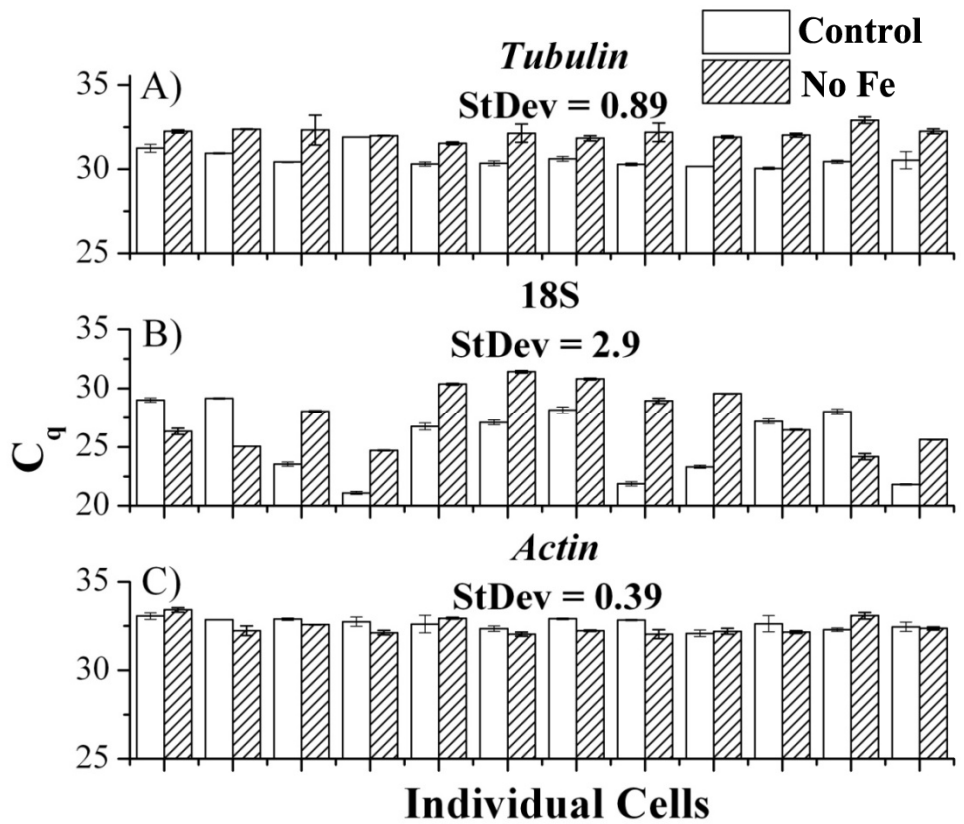 Control
No Fe
Tubulin
StDev = 0.89
A)
35
30
25
18S
StDev = 2.9
B)
35
30
25
20
Cq
Actin
StDev = 0.39
C)
35
30
25
Individual Cells